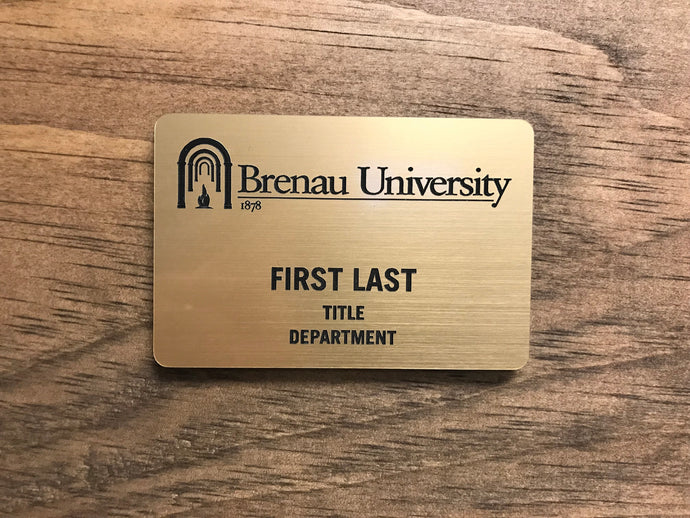 Brenau University
1878
FIRST LAST
TITLE
DEPARTMENT